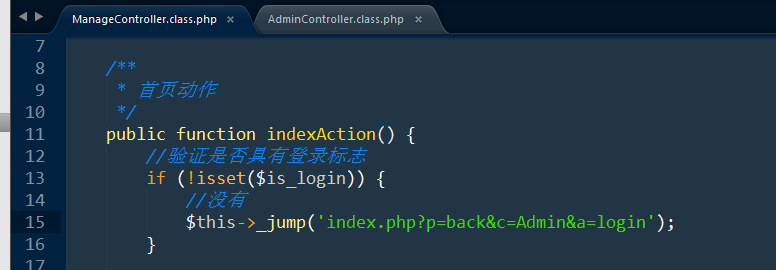 ManageController.class.php × AdminController.class.php ×
7
8 /**
9 * 首页动作
10 */
11 public function indexAction() {
12 //验证是否具有登录标志
13 if (!isset($is_login)) {
14 //没有
15 $this->_jump('index.php?p=back&c=Admin&a=login');
16 }
17